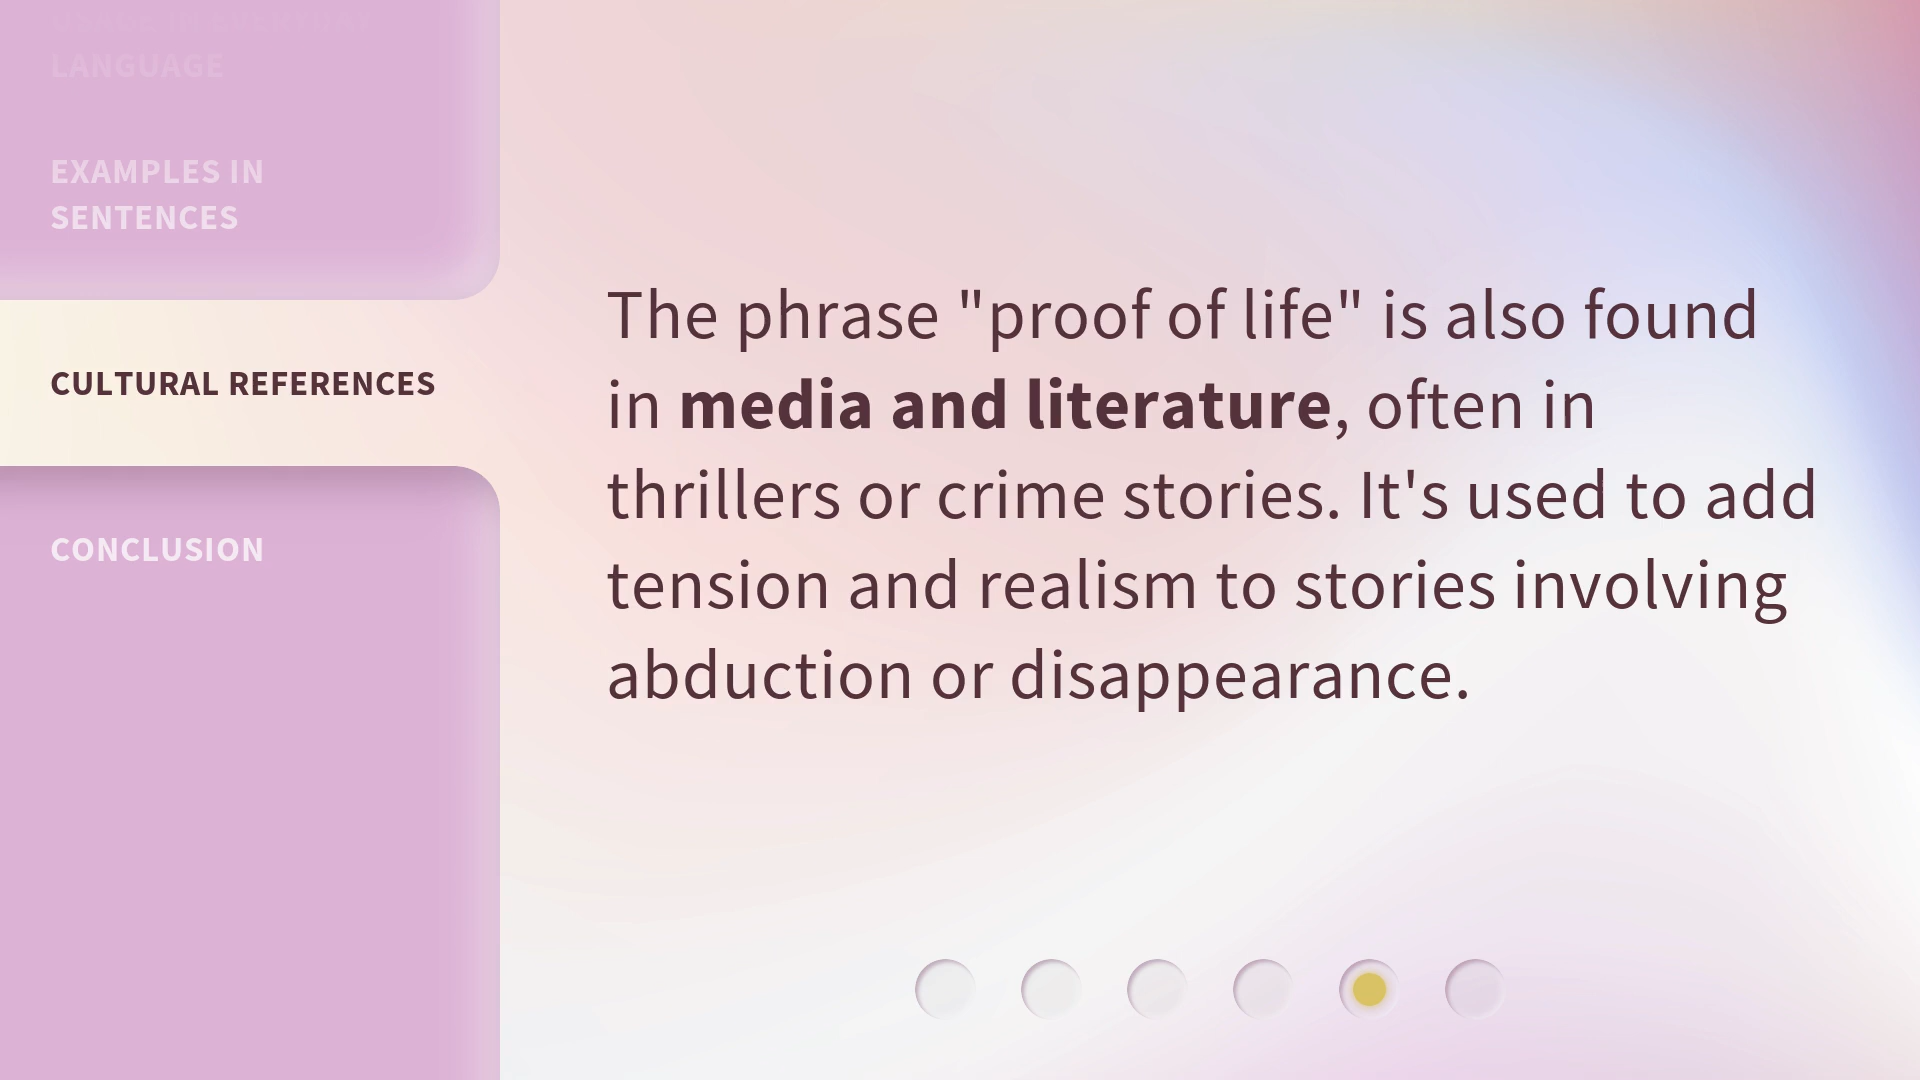 LANGUAGE
EXAMPLES IN
SENTENCES
CULTURAL REFERENCES
CONCLUSION
The phrase "proof of life" is also found
in media and literature, often in
thrillers or crime stories. It's used to add
tension and realism to stories involving
abduction or disappearance.